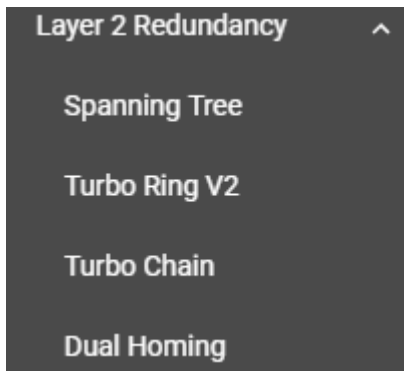 Layer 2 Redundancy
Spanning Tree
Turbo Ring V2
Turbo Chain
Dual Homing